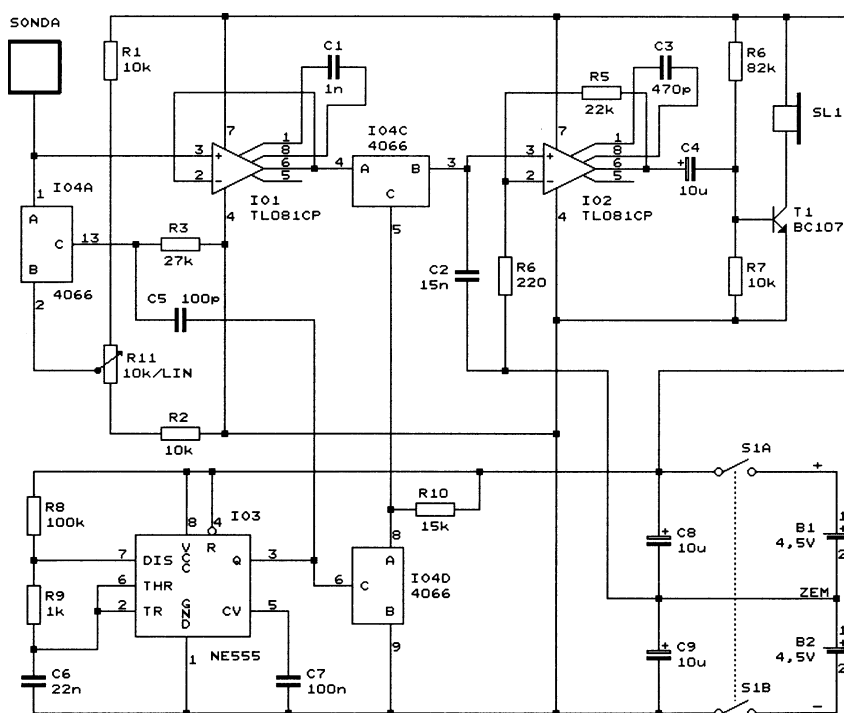 SONDA
R1
10k
C1
1n
7
1
8
6
5
3
2
+
−
4
IO1
TL081CP
IO4C
4066
4
A
B
C
3
5
C3
470p
R5
22k
7
1
8
6
5
3
2
+
−
4
IO2
TL081CP
C4
+
10u
R6
82k
SL1
T1
BC107
R7
10k
IO4A
1
A
C
B
13
2
4066
R3
27k
C5
100p
C2
15n
R6
220
R11
10k/LIN
R2
10k
R8
100k
R9
1k
C6
22n
IO3
8
4
VCC
R
7
DIS
Q
3
6
THR
2
TR
GND
CV
5
1
NE555
C7
100n
R10
15k
8
A
6
C
B
9
IO4D
4066
S1A
+
C8
+
10u
B1
4,5V
1
+
2
ZEM
C9
+
10u
B2
4,5V
1
+
2
S1B
−